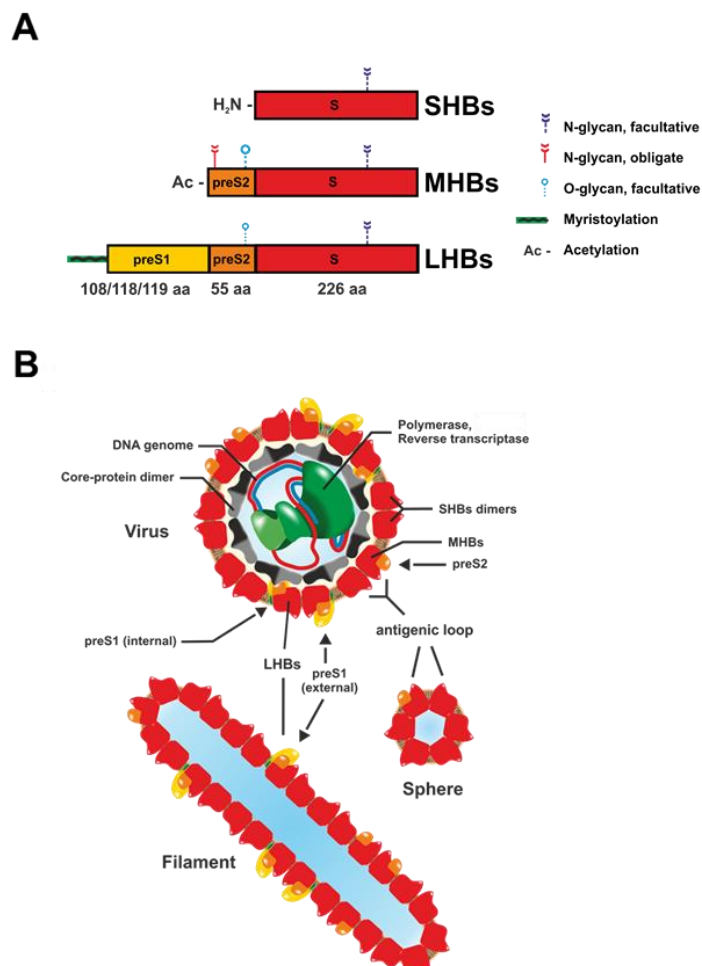 A
H₂N - S SHBs
Ac - preS2 S MHBs
preS1 preS2 S LHBs
108/118/119 aa 55 aa 226 aa
N-glycan, facultative
N-glycan, obligate
O-glycan, facultative
Myristoylation
Ac - Acetylation
B
DNA genome
Core-protein dimer
Virus
Polymerase,
Reverse transcriptase
SHBs dimers
MHBs
preS2
antigenic loop
preS1 (internal)
LHBs
preS1
(external)
Sphere
Filament